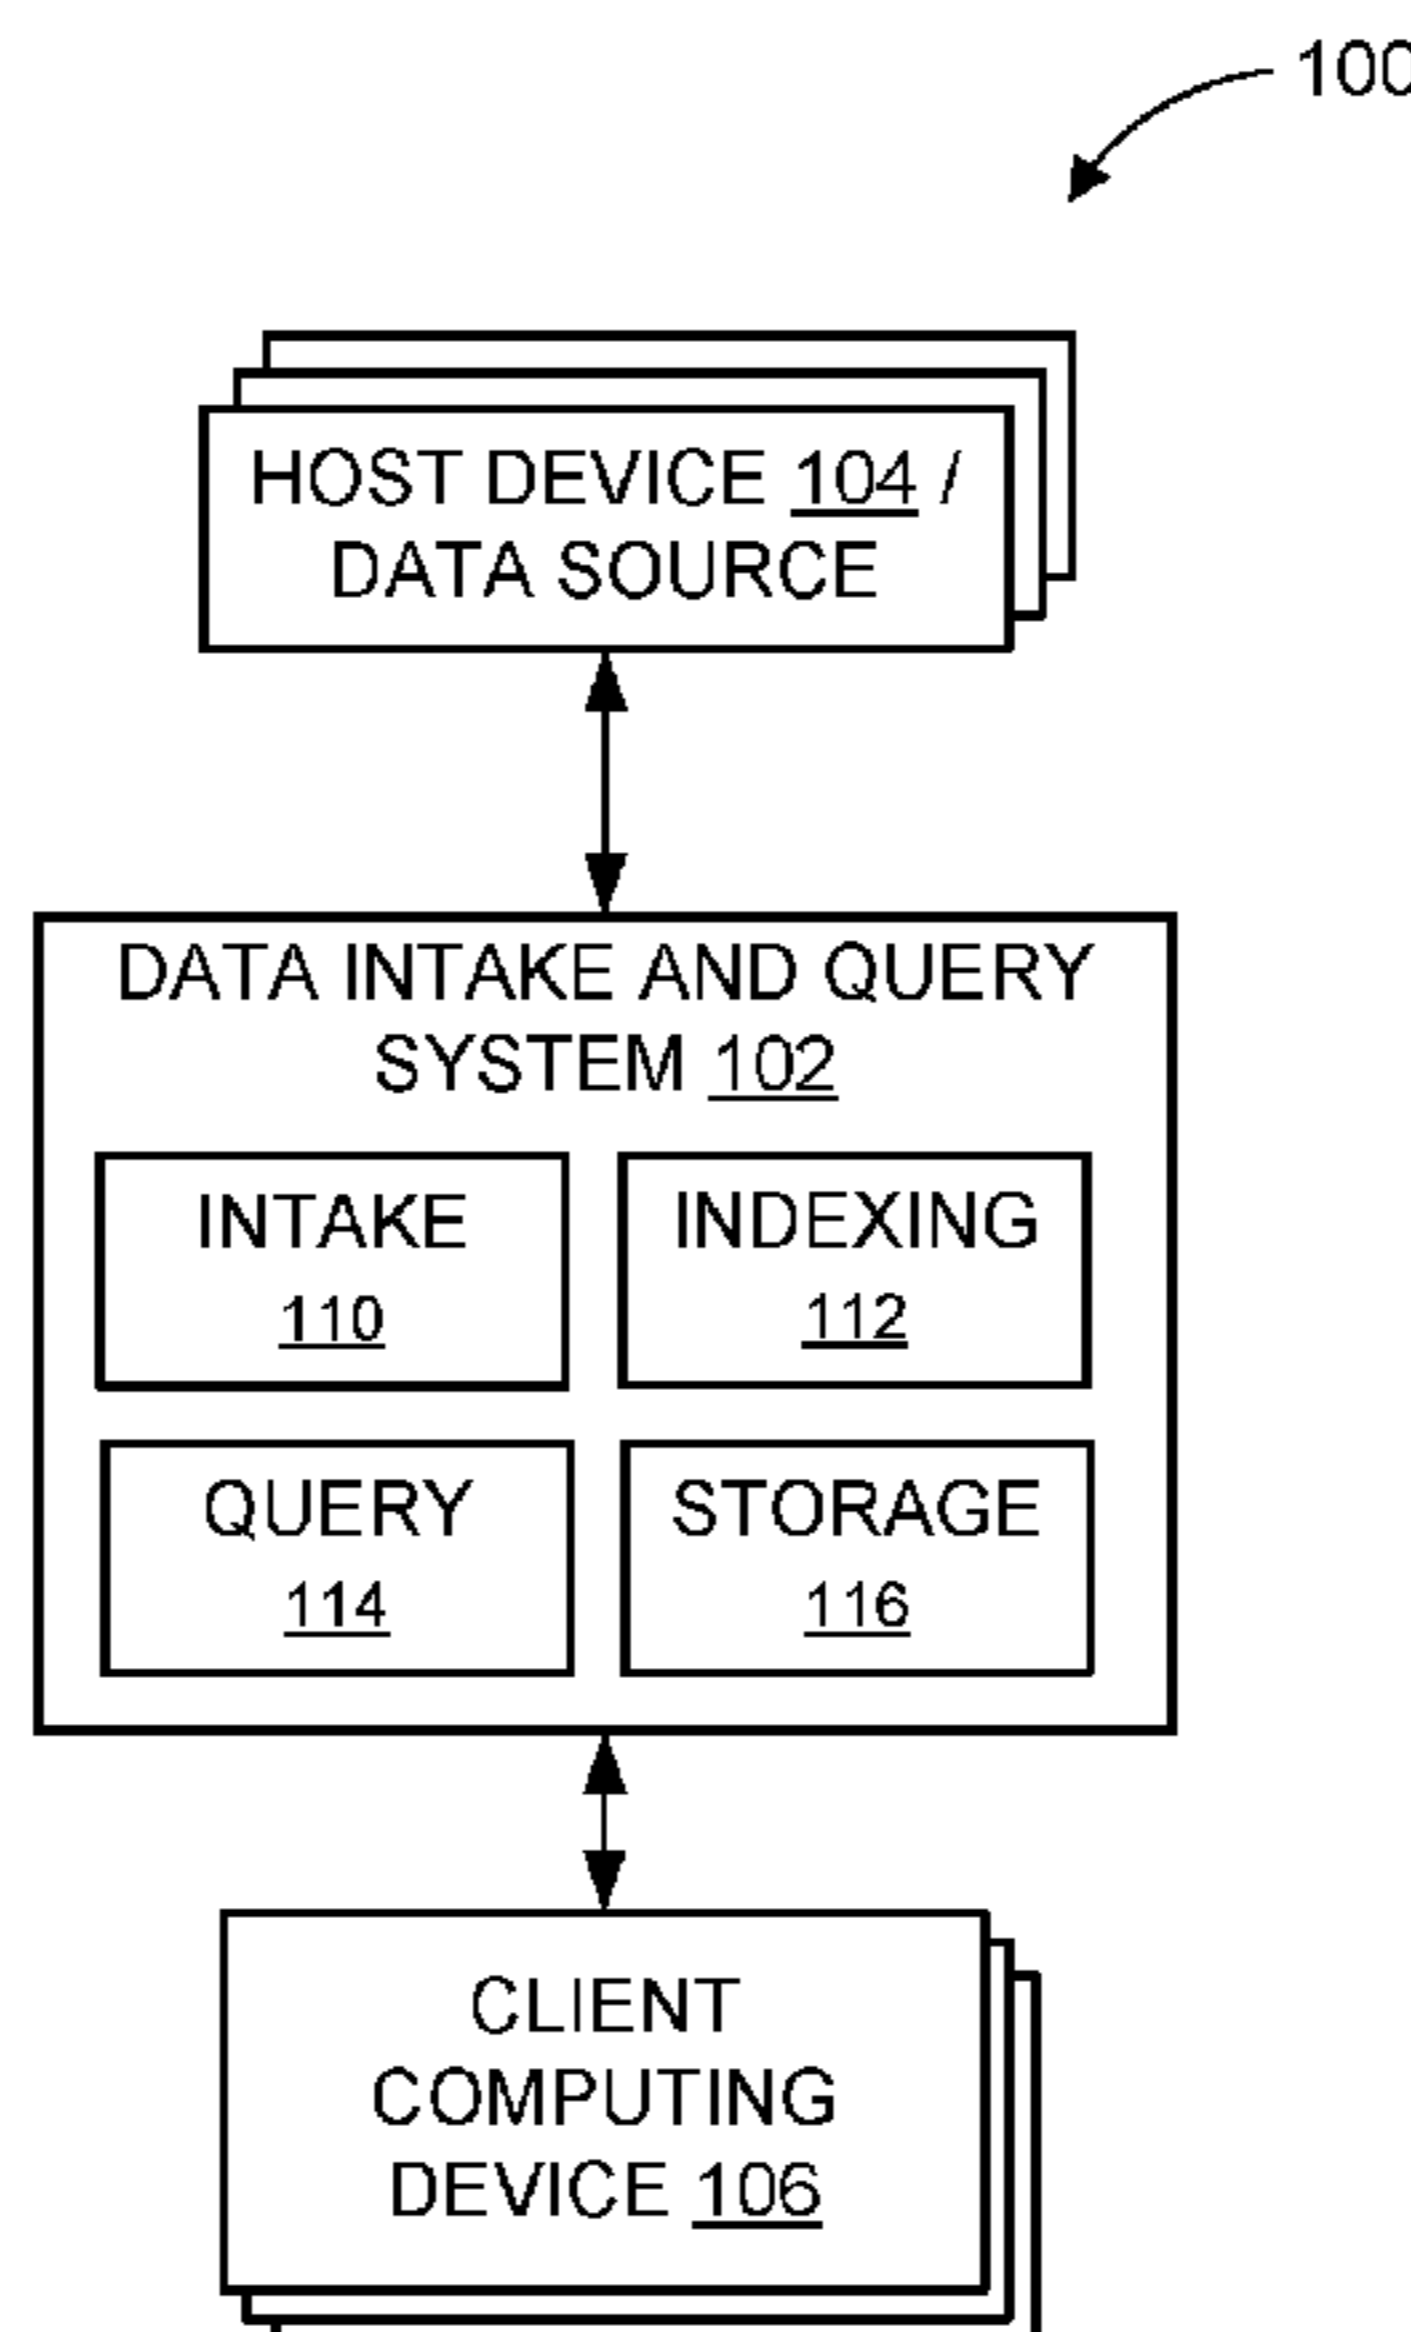 100
HOST DEVICE 104 /
DATA SOURCE
DATA INTAKE AND QUERY
SYSTEM 102
INTAKE
110
INDEXING
112
QUERY
114
STORAGE
116
CLIENT
COMPUTING
DEVICE 106